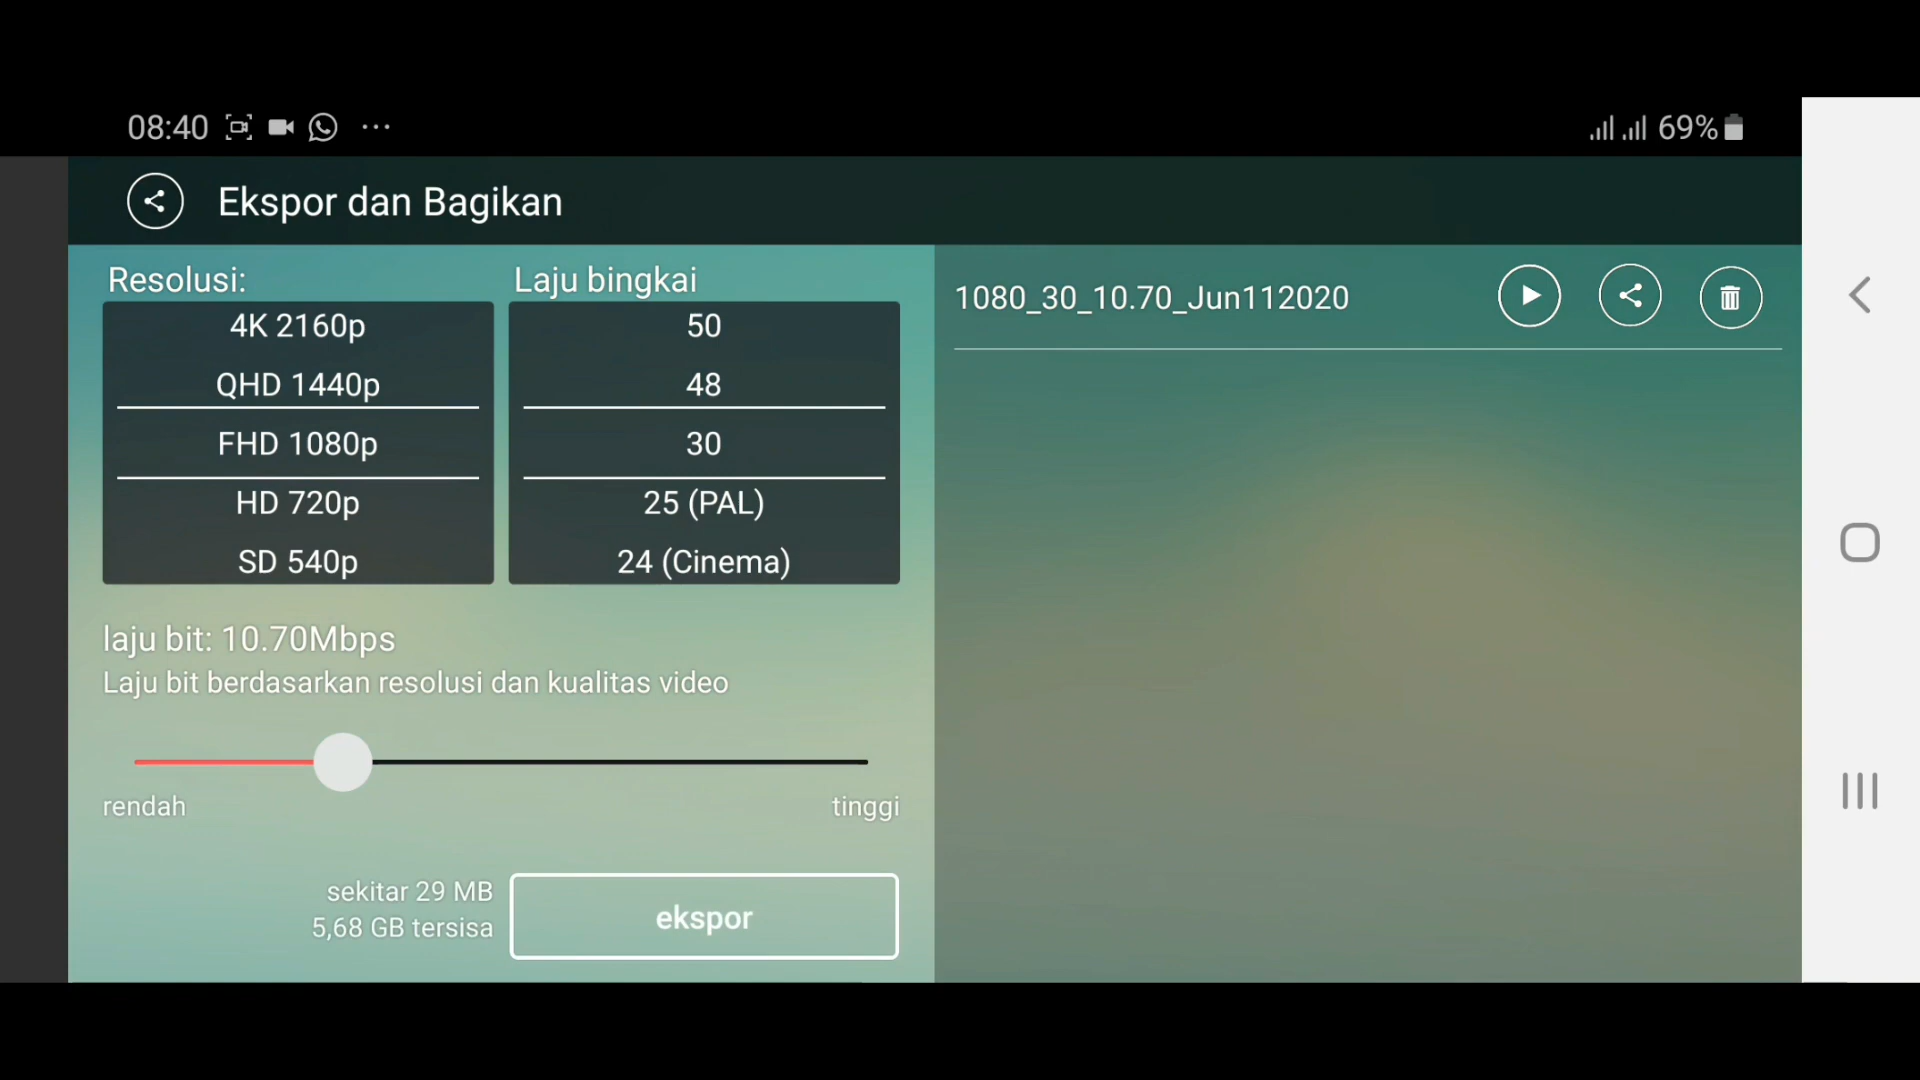 08:40
69%
Ekspor dan Bagikan
Resolusi:
4K 2160p
QHD 1440p
FHD 1080p
HD 720p
SD 540p
Laju bingkai
50
48
30
25 (PAL)
24 (Cinema)
laju bit: 10.70Mbps
Laju bit berdasarkan resolusi dan kualitas video
rendah
tinggi
sekitar 29 MB
5,68 GB tersisa
ekspor
1080_30_10.70_Jun112020